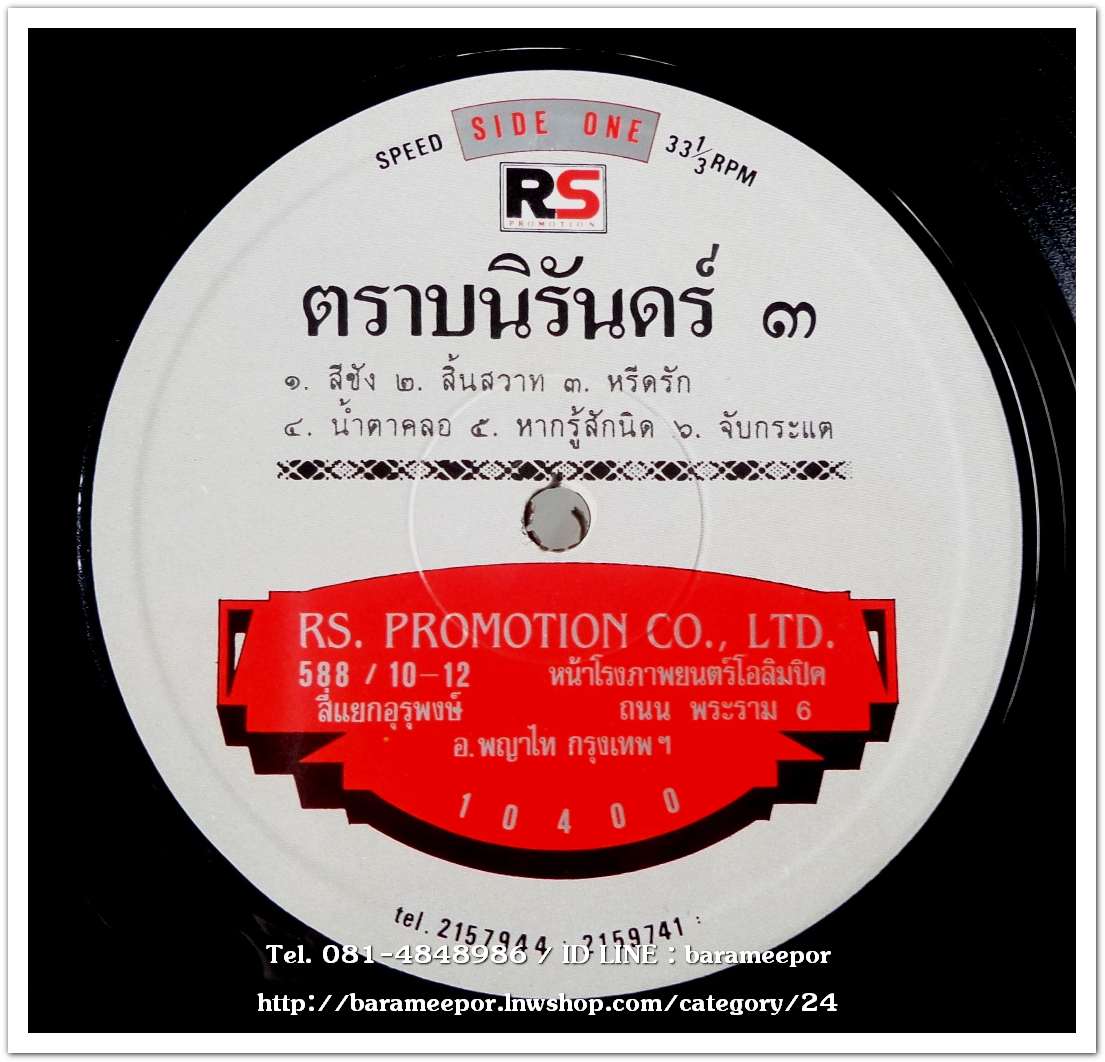 SIDE ONE
SPEED 33 1/3 RPM
RS
PROMOTION
ตราบนิรันดร์ ๓
๑. สีชัง ๒. สิ้นสวาท ๓. หรีดรัก
๔. น้ำตาคลอ ๕. หากรู้สักนิด ๖. จับกระแต
RS. PROMOTION CO., LTD.
588 / 10-12 หน้าโรงภาพยนตร์โอลิมปิค
สี่แยกอุรุพงษ์ ถนน พระราม 6
อ.พญาไท กรุงเทพฯ
10400
tel. 2157944 : 2159741 :
Tel. 081-4848986 / ID LINE : barameepor
http://barameepor.lnwshop.com/category/24